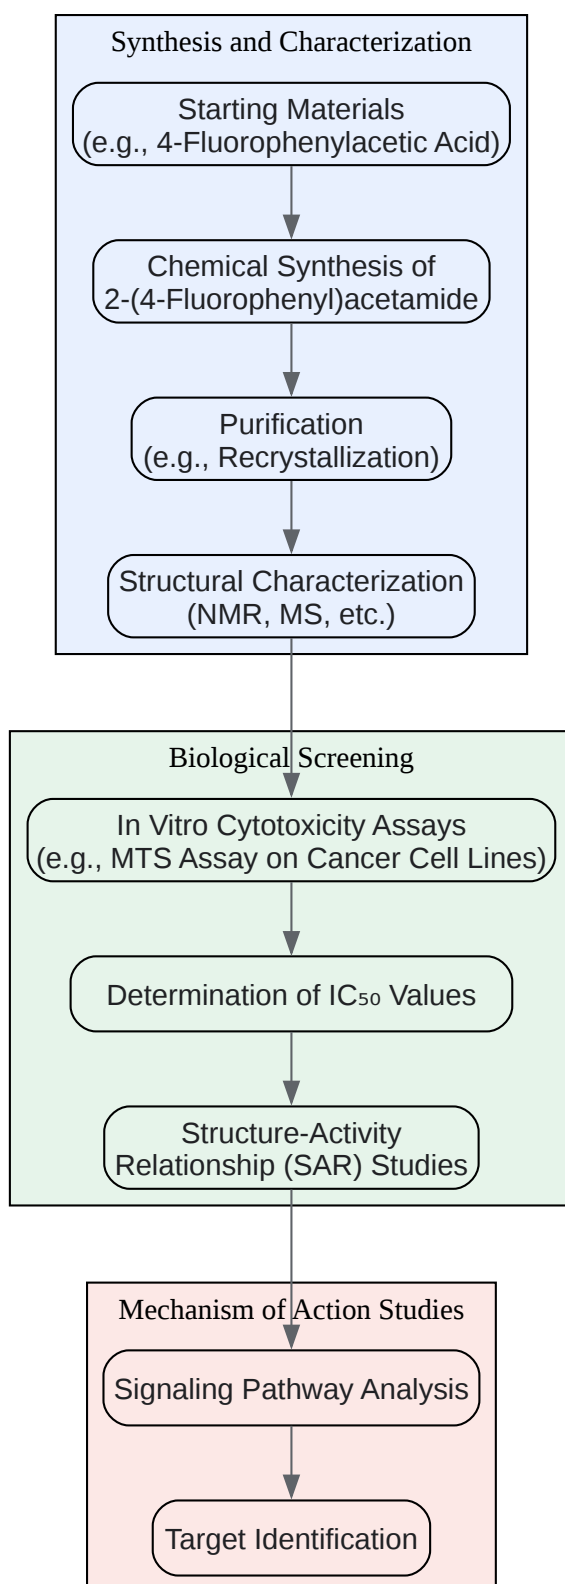 Synthesis and Characterization
Starting Materials
(e.g., 4-Fluorophenylacetic Acid)
Chemical Synthesis of
2-(4-Fluorophenyl)acetamide
Purification
(e.g., Recrystallization)
Structural Characterization
(NMR, MS, etc.)
Biological Screening
In Vitro Cytotoxicity Assays
(e.g., MTS Assay on Cancer Cell Lines)
Determination of IC₅₀ Values
Structure-Activity
Relationship (SAR) Studies
Mechanism of Action Studies
Signaling Pathway Analysis
Target Identification